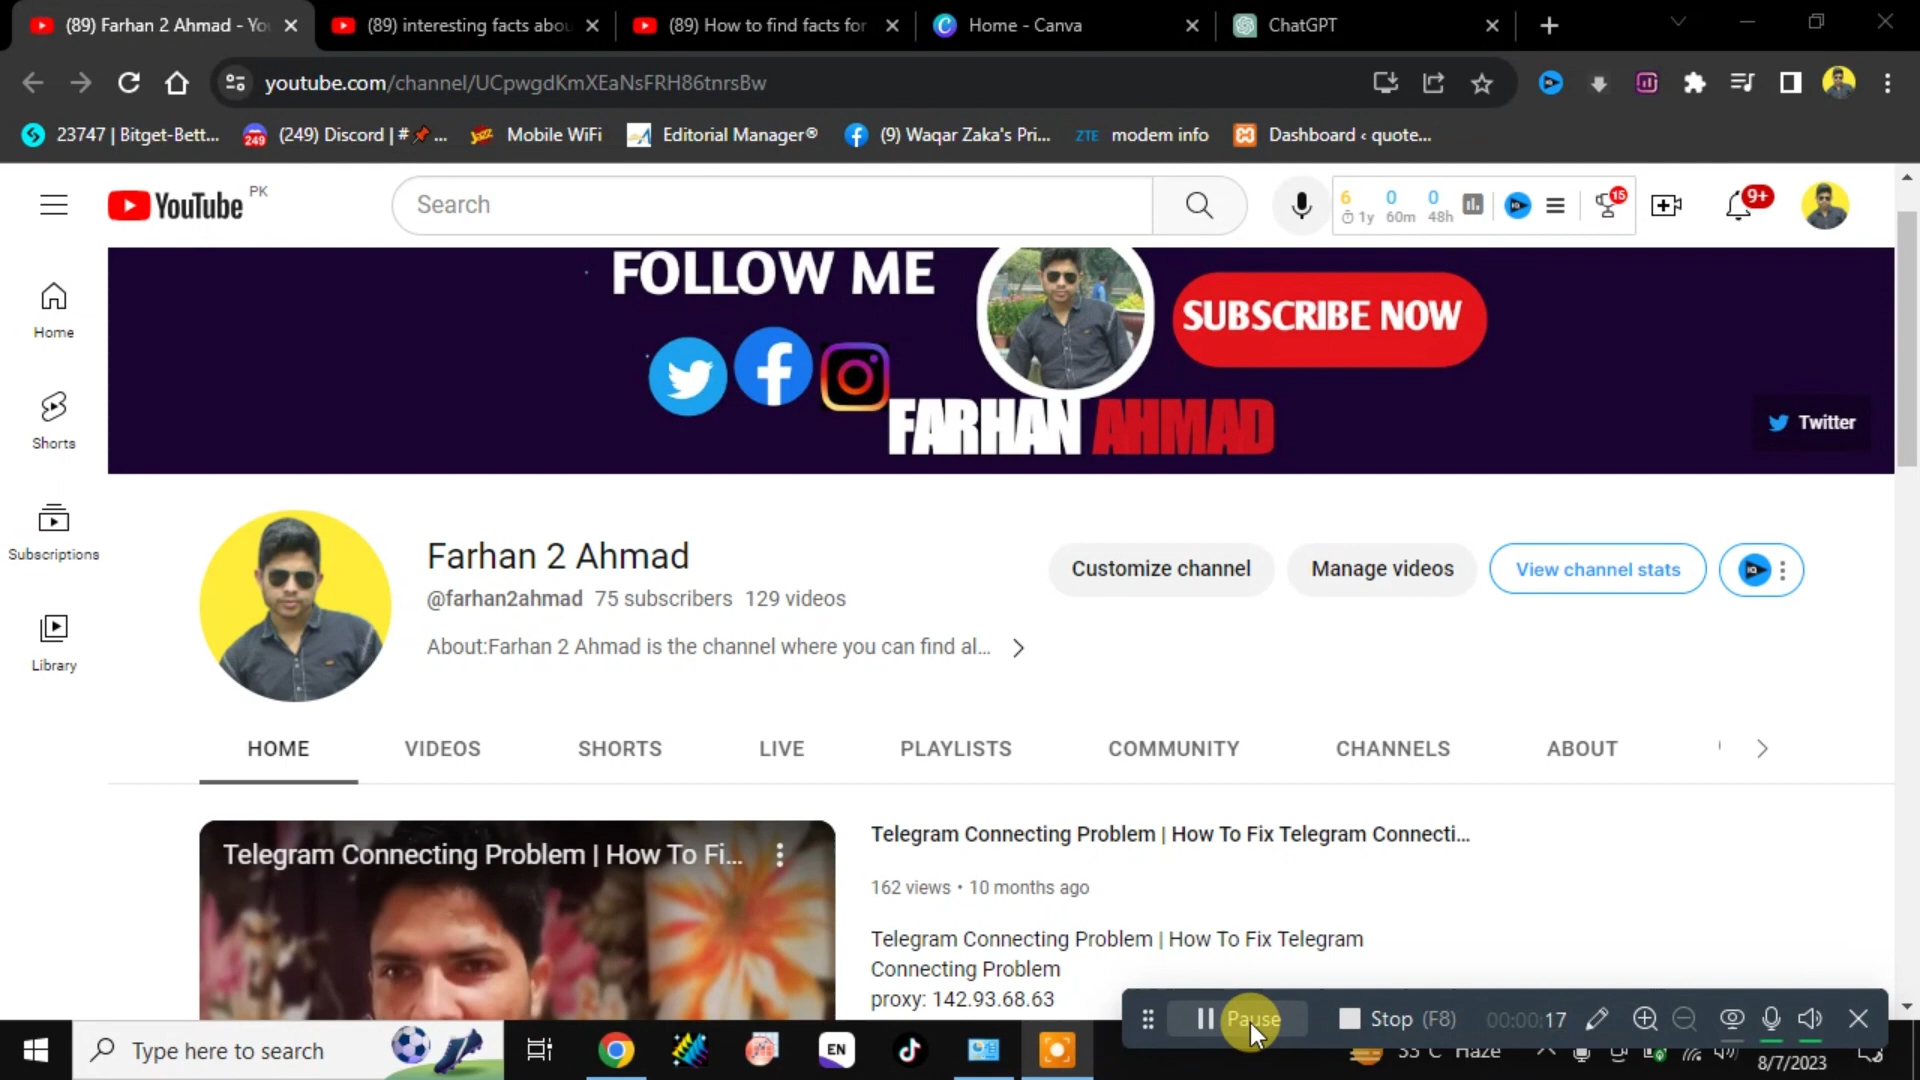 (89) Farhan 2 Ahmad - Yo
(89) interesting facts abou
(89) How to find facts for
Home - Canva
ChatGPT
youtube.com/channel/UCpwgdKmXEaNsFRH86tnrsBw
23747 | Bitget-Bett...
249
(249) Discord | #📌...
Mobile WiFi
Editorial Manager®
(9) Waqar Zaka's Pri...
ZTE
modem info
Dashboard ‹ quote...
YouTube PK
Search
6
1y
0
60m
0
48h
15
9+
Home
Shorts
Subscriptions
Library
FOLLOW ME
SUBSCRIBE NOW
FARHAN AHMAD
Twitter
Farhan 2 Ahmad
@farhan2ahmad 75 subscribers 129 videos
About:Farhan 2 Ahmad is the channel where you can find al...
Customize channel
Manage videos
View channel stats
HOME
VIDEOS
SHORTS
LIVE
PLAYLISTS
COMMUNITY
CHANNELS
ABOUT
Telegram Connecting Problem | How To Fi...
Telegram Connecting Problem | How To Fix Telegram Connecti...
162 views • 10 months ago
Telegram Connecting Problem | How To Fix Telegram
Connecting Problem
proxy: 142.93.68.63
Pause
Stop (F8)
00:00:17
Type here to search
EN
33°C Haze
8/7/2023